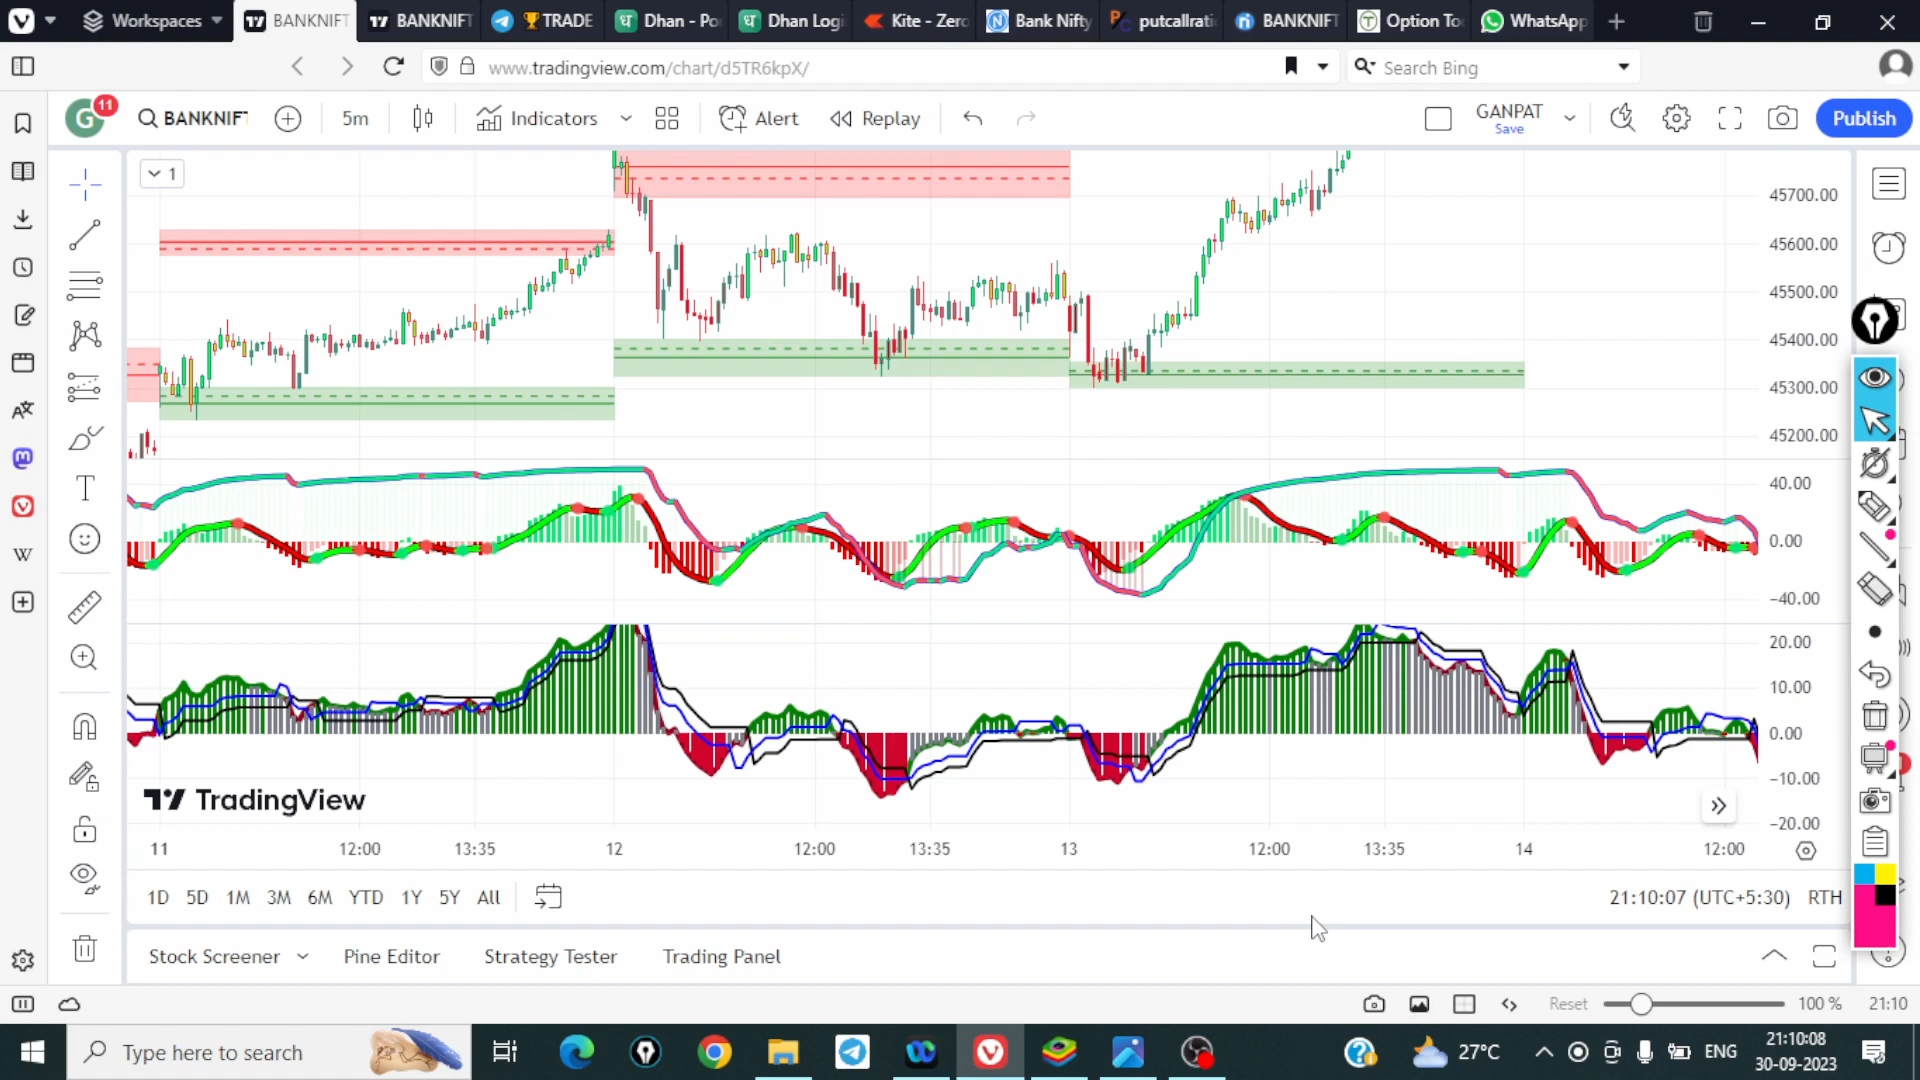 Workspaces
BANKNIFT
BANKNIFT
TRADE
Dhan - Po
Dhan Logi
Kite - Zero
Bank Nifty
putcallrati
BANKNIFT
Option To
WhatsApp
www.tradingview.com/chart/d5TR6kpX/
Search Bing
G
11
BANKNIFT
5m
Indicators
Alert
Replay
GANPAT
Save
Publish
1
45700.00
45600.00
45500.00
45400.00
45300.00
45200.00
40.00
0.00
−40.00
20.00
10.00
0.00
−10.00
−20.00
TradingView
11
12:00
13:35
12
12:00
13:35
13
12:00
13:35
14
12:00
1D 5D 1M 3M 6M YTD 1Y 5Y All
21:10:07 (UTC+5:30) RTH
Stock Screener
Pine Editor
Strategy Tester
Trading Panel
Reset
100 %
21:10
Type here to search
27°C
ENG
21:10:08
30-09-2023